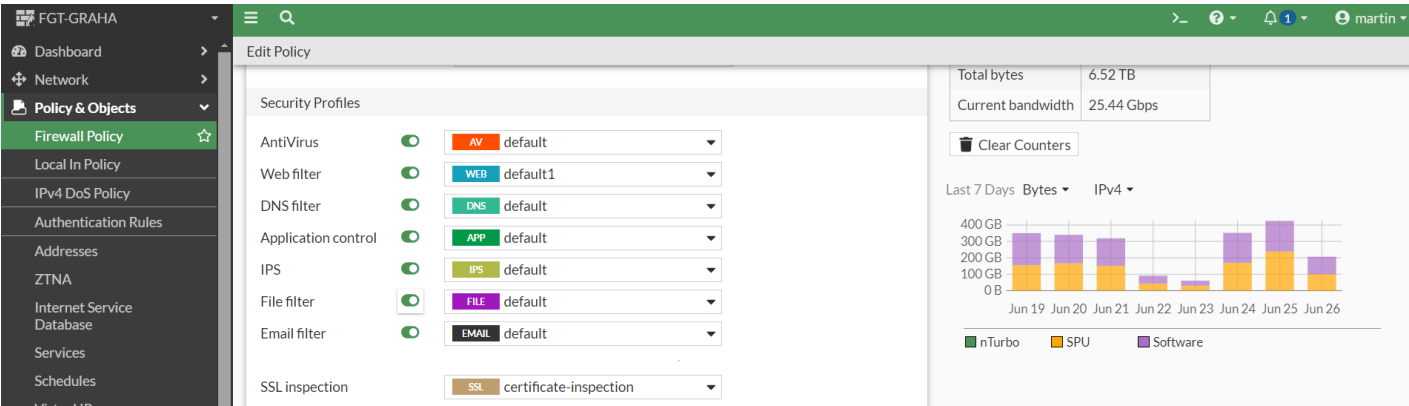 FGT-GRAHA
1
martin
Dashboard
Network
Policy & Objects
Firewall Policy
Local In Policy
IPv4 DoS Policy
Authentication Rules
Addresses
ZTNA
Internet Service
Database
Services
Schedules
Edit Policy
Security Profiles
AntiVirus AV default
Web filter WEB default1
DNS filter DNS default
Application control APP default
IPS IPS default
File filter FILE default
Email filter EMAIL default
SSL inspection SSL certificate-inspection
Total bytes 6.52 TB
Current bandwidth 25.44 Gbps
Clear Counters
Last 7 Days Bytes IPv4
400 GB
300 GB
200 GB
100 GB
0 B
Jun 19 Jun 20 Jun 21 Jun 22 Jun 23 Jun 24 Jun 25 Jun 26
nTurbo SPU Software